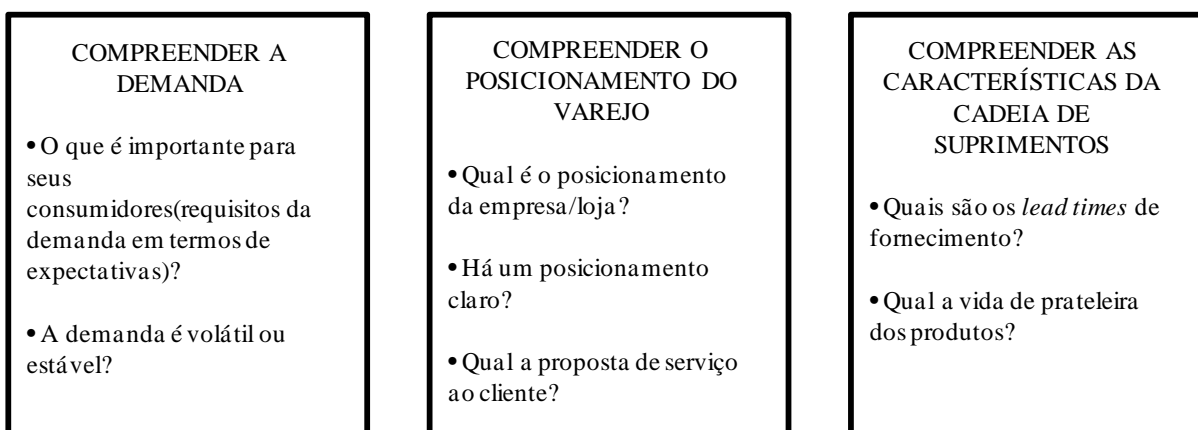 COMPREENDER A
DEMANDA
• O que é importante para
seus
consumidores(requisitos da
demanda em termos de
expectativas)?
• A demanda é volátil ou
estável?
COMPREENDER O
POSICIONAMENTO DO
VAREJO
• Qual é o posicionamento
da empresa/loja?
• Há um posicionamento
claro?
• Qual a proposta de serviço
ao cliente?
COMPREENDER AS
CARACTERÍSTICAS DA
CADEIA DE
SUPRIMENTOS
• Quais são os lead times de
fornecimento?
• Qual a vida de prateleira
dos produtos?